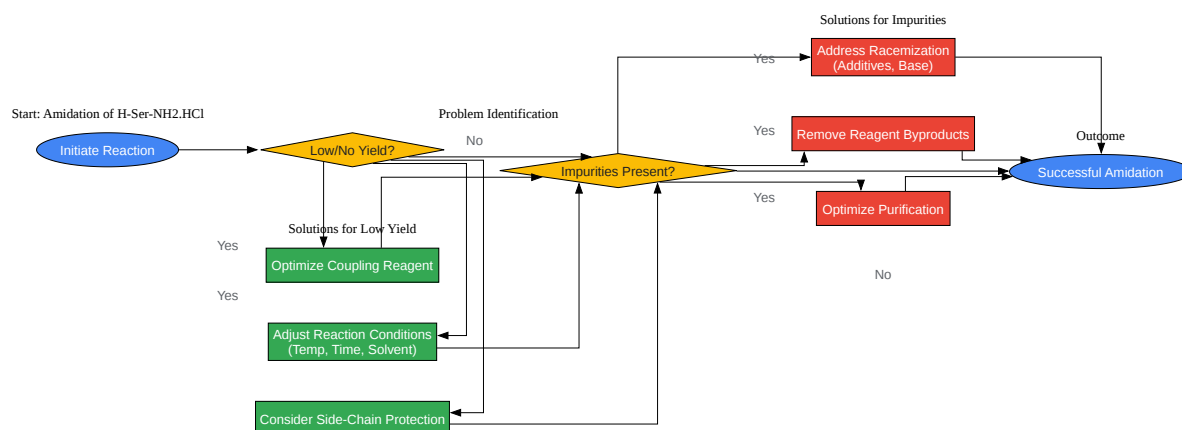 Solutions for Impurities
Yes
Address Racemization
(Additives, Base)
Start: Amidation of H-Ser-NH2.HCl
Problem Identification
Yes
Remove Reagent Byproducts
Outcome
Initiate Reaction
Low/No Yield?
No
Impurities Present?
Successful Amidation
Yes
Optimize Purification
Solutions for Low Yield
Yes
Optimize Coupling Reagent
No
Yes
Adjust Reaction Conditions
(Temp, Time, Solvent)
Consider Side-Chain Protection